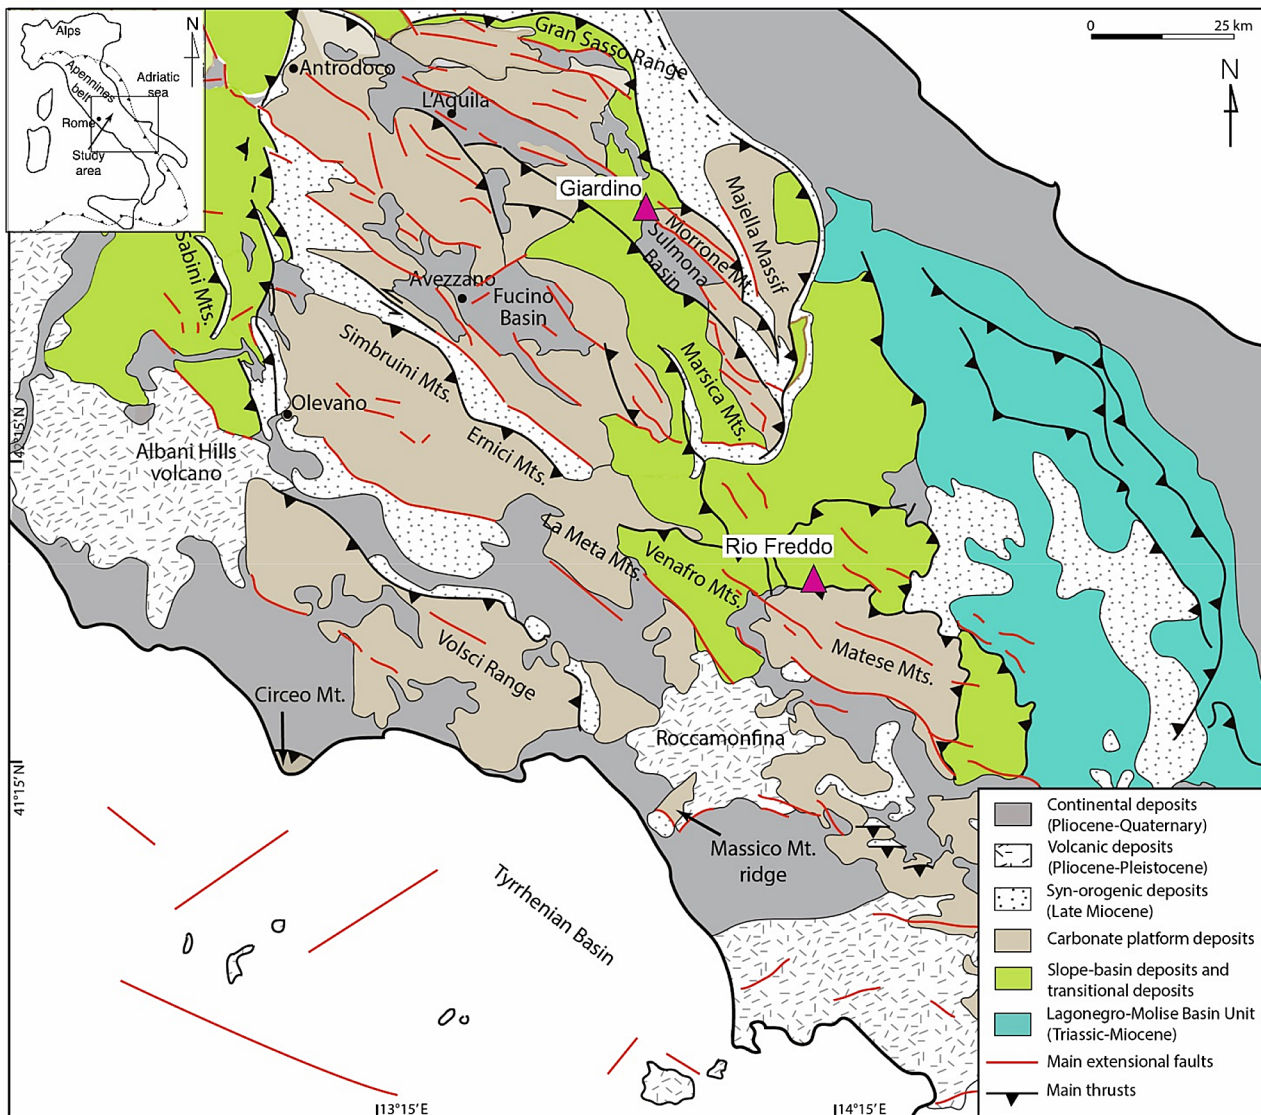 Alps
N
Apennines
belt
Adriatic
sea
Rome
Study
area
Gran Sasso Range
0
25 km
N
Antrodoco
L'Aquila
Giardino
Majella Massif
Morrone Mt.
Sulmona
Basin
Sabini Mts.
Avezzano
Fucino
Basin
Simbruini Mts.
Marsica Mts.
Olevano
Ernici Mts.
Albani Hills
volcano
42°15'N
La Meta Mts.
Venafro Mts.
Rio Freddo
Matese Mts.
Volsci Range
Circeo Mt.
Roccamonfina
41°15'N
Massico Mt.
ridge
Tyrrhenian Basin
13°15'E
14°15'E
Continental deposits
(Pliocene-Quaternary)
Volcanic deposits
(Pliocene-Pleistocene)
Syn-orogenic deposits
(Late Miocene)
Carbonate platform deposits
Slope-basin deposits and
transitional deposits
Lagonegro-Molise Basin Unit
(Triassic-Miocene)
Main extensional faults
Main thrusts